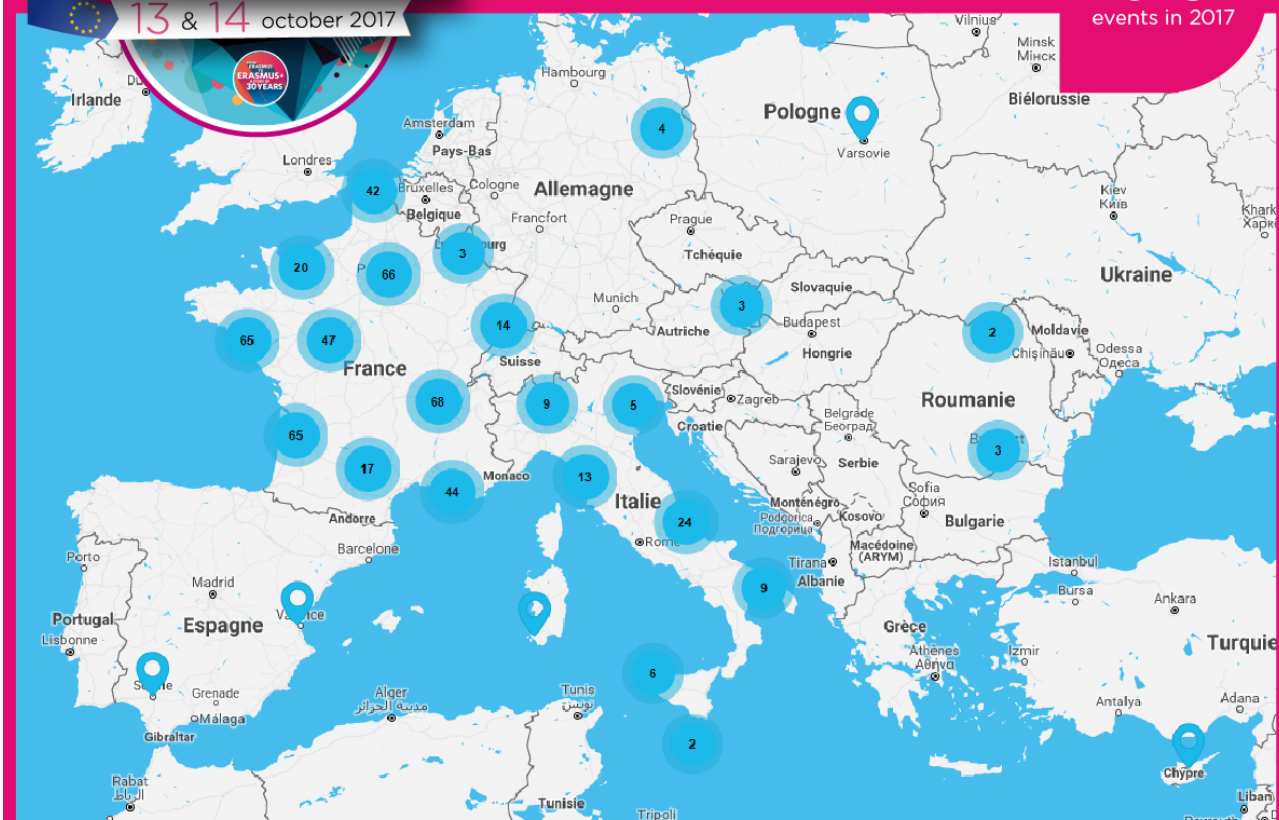 13 & 14 october 2017
ERASMUS+
30 YEARS
events in 2017
Vilnius
Minsk
Мінск
Biélorussie
Hambourg
Irlande
Pologne
Varsovie
4
Amsterdam
Pays-Bas
Londres
42
Bruxelles
Cologne
Allemagne
Belgique
Francfort
Kiev
Київ
Prague
Tchéquie
3
20
66
Ukraine
Slovaquie
Munich
3
14
Budapest
Autriche
2
Moldavie
Chișinău
Odessa
Одеса
65
47
Suisse
Hongrie
France
Slovénie
Zagreb
Roumanie
68
9
5
Croatie
Belgrade
Београд
65
Sarajevo
Serbie
3
17
13
Monaco
44
Italie
Monténégro
Podgorica
Подгорица
Kosovo
Sofia
София
Bulgarie
Andorre
24
Rome
Macédoine
(ARYM)
Barcelone
Porto
Tirana
Albanie
Istanbul
Madrid
9
Bursa
Ankara
Portugal
Espagne
Lisbonne
Grèce
Athènes
Αθήνα
Izmir
Turquie
6
Grenade
Málaga
Alger
مدينة الجزائر
Tunis
تونس
Antalya
Adana
Gibraltar
2
Chypre
Rabat
الرباط
Tunisie
Tripoli
Liban